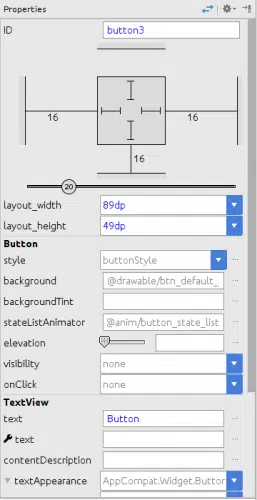 Properties
ID button3
16 16
16
20
layout_width 89dp
layout_height 49dp
Button
style buttonStyle
background @drawable/btn_default_
backgroundTint
stateListAnimator @anim/button_state_list
elevation
visibility none
onClick none
TextView
text Button
text
contentDescription
textAppearance AppCompat.Widget.Button